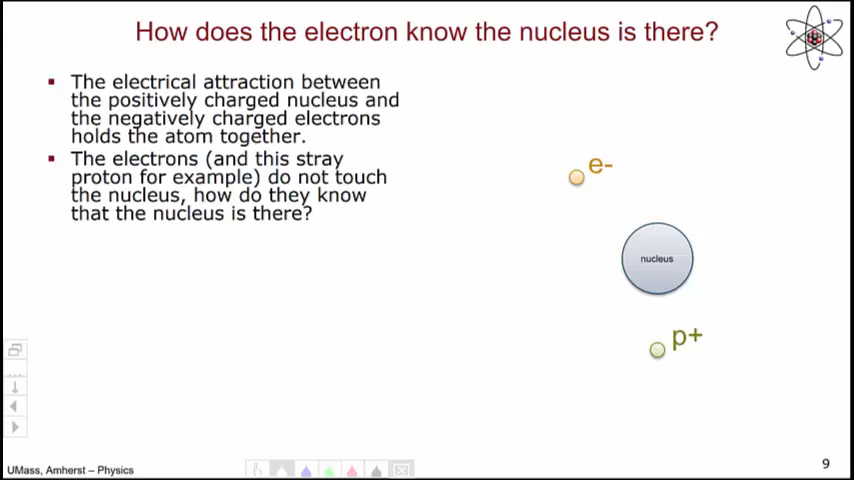 How does the electron know the nucleus is there?
▪ The electrical attraction between
the positively charged nucleus and
the negatively charged electrons
holds the atom together.
▪ The electrons (and this stray
proton for example) do not touch
the nucleus, how do they know
that the nucleus is there?
e-
nucleus
p+
UMass, Amherst – Physics
9